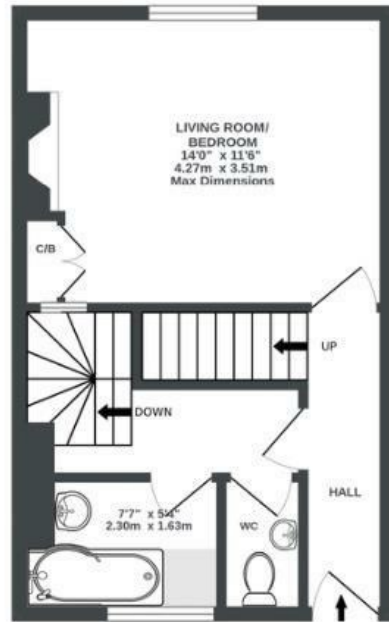 LIVING ROOM/
BEDROOM
14'0" x 11'6"
4.27m x 3.51m
Max Dimensions
C/B
UP
DOWN
HALL
7'7" x 5'4"
2.30m x 1.63m
WC